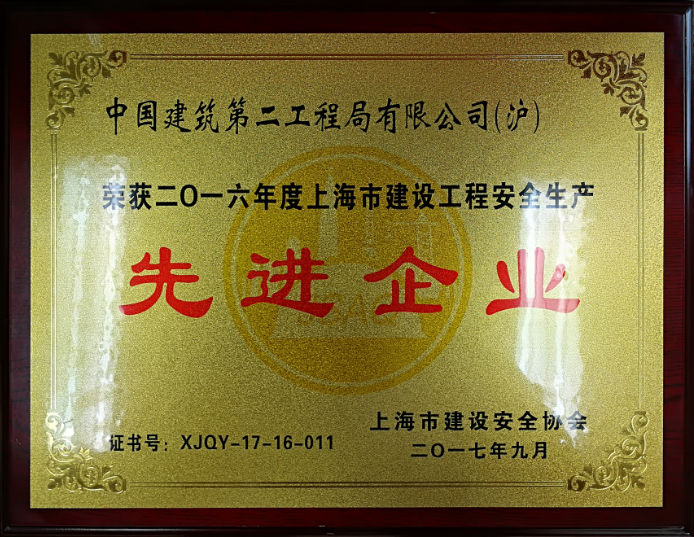 中国建筑第二工程局有限公司(沪)
荣获二〇一六年度上海市建设工程安全生产
先进企业
上海市建设安全协会
证书号：XJQY-17-16-011
二〇一七年九月